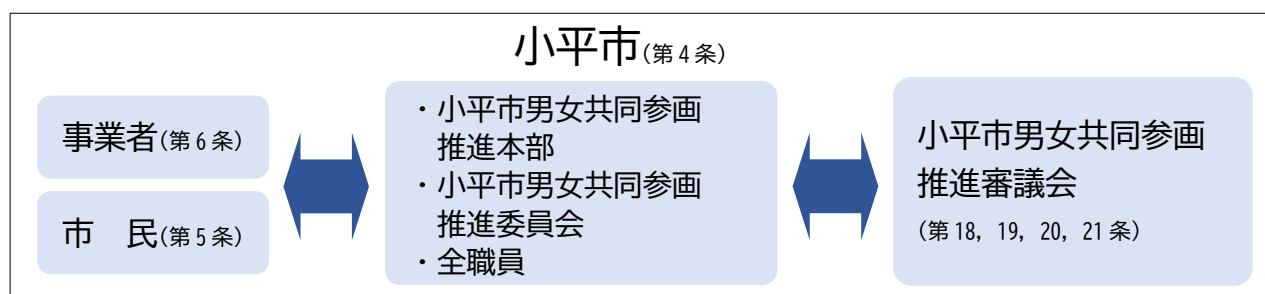 小平市(第4条)
事業者(第6条)
市　民(第5条)
・小平市男女共同参画
推進本部
・小平市男女共同参画
推進委員会
・全職員
小平市男女共同参画
推進審議会
(第18，19，20，21条)